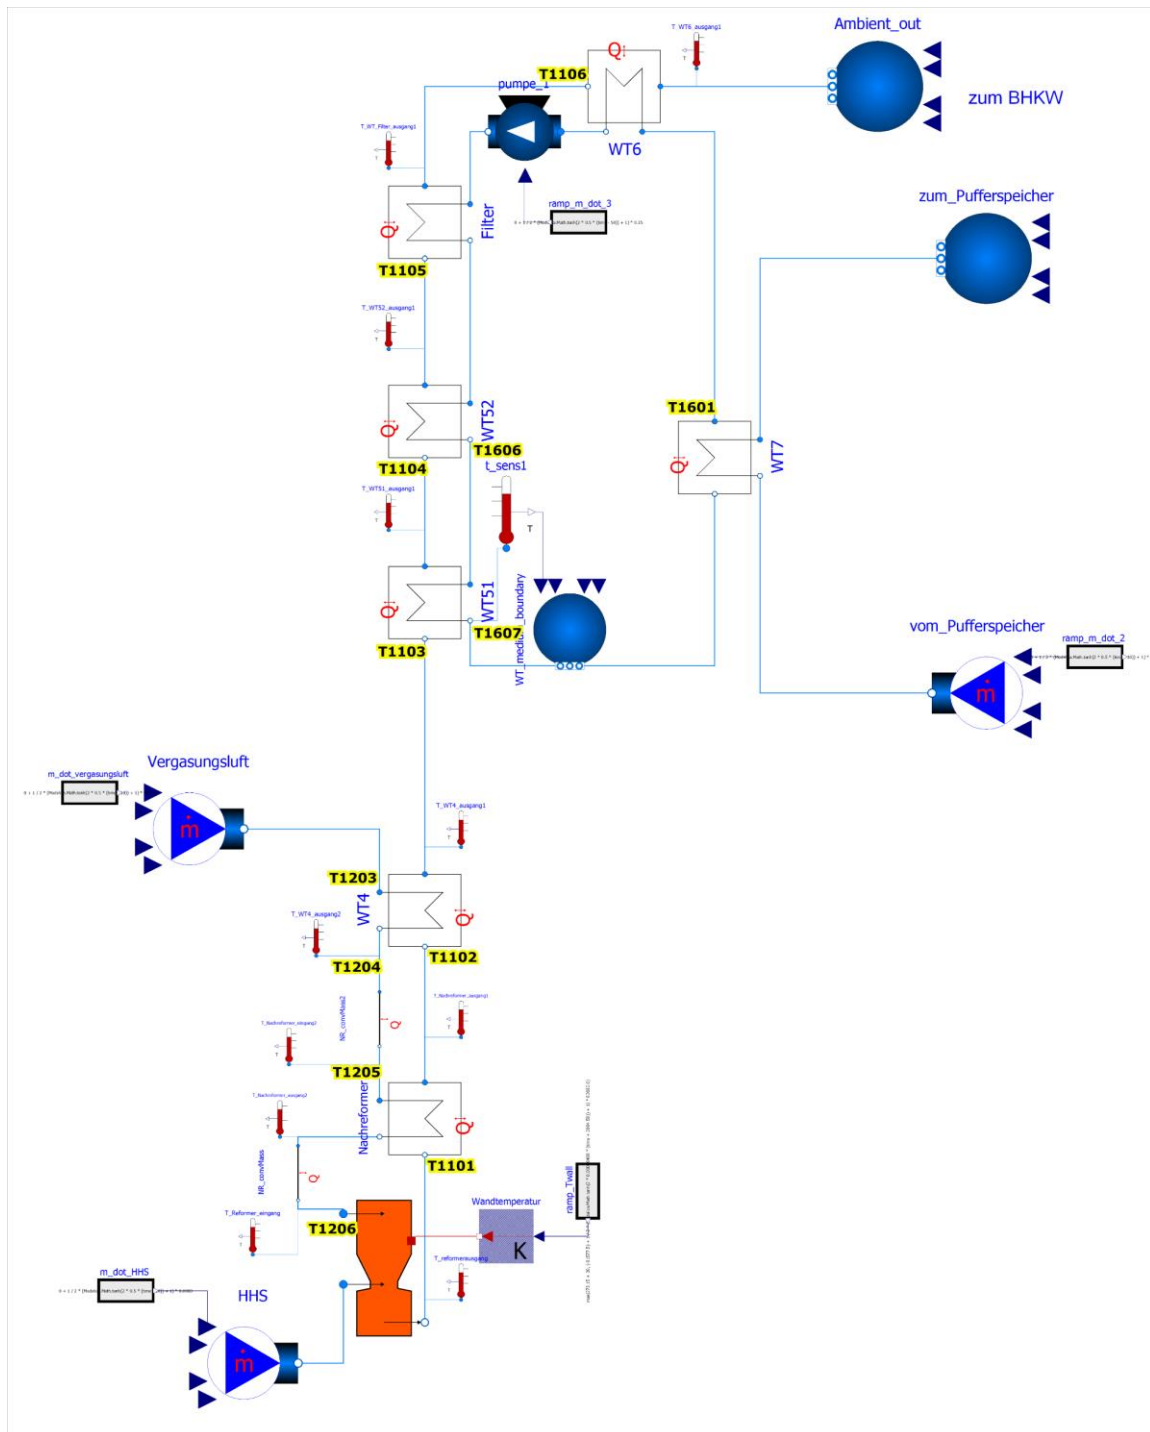 Ambient_out
T_WT6_ausgang1
Q
T1106
pumpe_1
zum BHKW
WT6
T_WT_Filter_ausgang1
T
zum_Pufferspeicher
ramp_m_dot_3
Filter
Q
T1105
T_WT52_ausgang1
T
T1601
WT52
Q
T1606
T1104
t_sens1
Q
WT7
T_WT51_ausgang1
T
T
WT51
Q
T1607
T1103
WT_medium_boundary
vom_Pufferspeicher
ramp_m_dot_2
ṁ
Vergasungsluft
m_dot_vergasungsluft
ṁ
T_WT4_ausgang1
T
T1203
WT4
Q
T_WT4_ausgang2
T
T1102
T1204
T_Nachreformer_ausgang1
T
NR_convMass2
Q
T_Nachreformer_eingang2
T
T1205
Nachreformer
Q
T_Nachreformer_ausgang2
T
T1101
NR_convMass
Q
ramp_Twall
Wandtemperatur
K
T_Reformer_eingang
T
T1206
T_reformerausgang
T
m_dot_HHS
HHS
ṁ